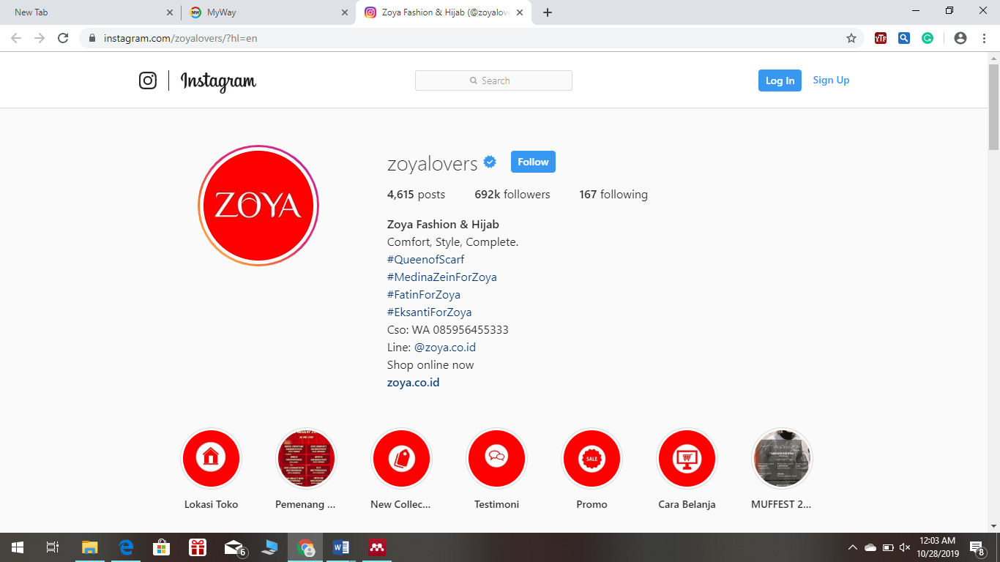 New Tab
MyWay
Zoya Fashion & Hijab (@zoyalove
instagram.com/zoyalovers/?hl=en
Instagram
Search
Log In
Sign Up
ZOYA
zoyalovers
Follow
4,615 posts 692k followers 167 following
Zoya Fashion & Hijab
Comfort, Style, Complete.
#QueenofScarf
#MedinaZeinForZoya
#FatinForZoya
#EksantiForZoya
Cso: WA 085956455333
Line: @zoya.co.id
Shop online now
zoya.co.id
SALE
Lokasi Toko
Pemenang ...
New Collec...
Testimoni
Promo
Cara Belanja
MUFFEST 2...
6
12:03 AM
10/28/2019
8